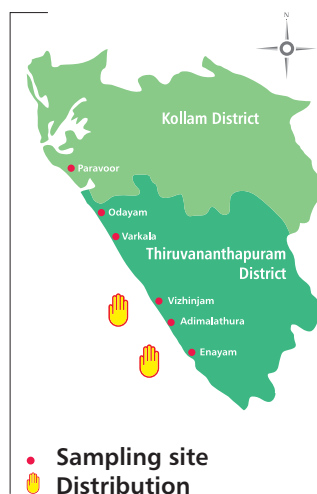 N
Kollam District
Paravoor
Odayam
Varkala
Thiruvananthapuram
District
Vizhinjam
Adimalathura
Enayam
Sampling site
Distribution